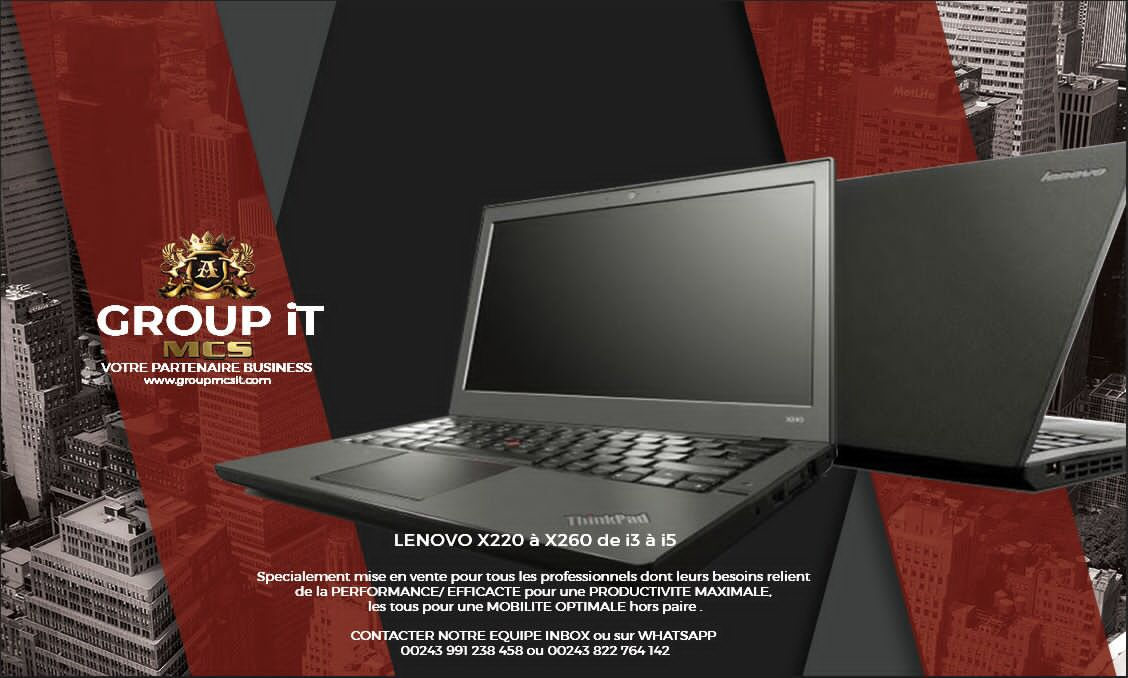 MetLife
lenovo
A
GROUP iT
MCS
VOTRE PARTENAIRE BUSINESS
www.groupmcsit.com
X240
ThinkPad
LENOVO X220 à X260 de i3 à i5
Specialement mise en vente pour tous les professionnels dont leurs besoins relient
de la PERFORMANCE/ EFFICACTE pour une PRODUCTIVITE MAXIMALE,
les tous pour une MOBILITE OPTIMALE hors paire .
CONTACTER NOTRE EQUIPE INBOX ou sur WHATSAPP
00243 991 238 458 ou 00243 822 764 142